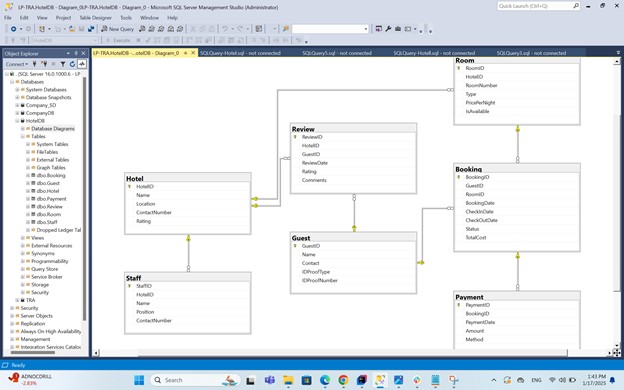 LP-TRA.HotelDB - Diagram_0(LP-TRA.HotelDB - Diagram_0) - Microsoft SQL Server Management Studio (Administrator)
Quick Launch (Ctrl+Q)
File Edit View Project Table Designer Tools Window Help
New Query
Execute
Object Explorer
LP-TRA.HotelDB-...otelDB - Diagram_0
SQLQuery-Hotel.sql - not connected
SQLQuery5.sql - not connected
SQLQuery-Hotel.sql - not connected
SQLQuery3.sql - not connected
Connect
(SQL Server 16.0.1000.6 - LP
Databases
System Databases
Database Snapshots
Company_SD
CompanyDB
HotelDB
Database Diagrams
Tables
System Tables
FileTables
External Tables
Graph Tables
dbo.Booking
dbo.Guest
dbo.Hotel
dbo.Payment
dbo.Review
dbo.Room
dbo.Staff
Dropped Ledger Tal
Views
External Resources
Synonyms
Programmability
Query Store
Service Broker
Storage
Security
TRA
Security
Server Objects
Replication
Always On High Availability
Management
Integration Services Catalo
Room
RoomID
HotelID
RoomNumber
Type
PricePerNight
IsAvailable
Review
ReviewID
HotelID
GuestID
ReviewDate
Rating
Comments
Hotel
HotelID
Name
Location
ContactNumber
Rating
Booking
BookingID
GuestID
RoomID
BookingDate
CheckInDate
CheckOutDate
Status
TotalCost
Guest
GuestID
Name
Contact
IDProofType
IDProofNumber
Staff
StaffID
HotelID
Name
Position
ContactNumber
Payment
PaymentID
BookingID
PaymentDate
Amount
Method
Ready
ADNOCDRILL
-2.83%
Search
ENG
1:43 PM
1/17/2025